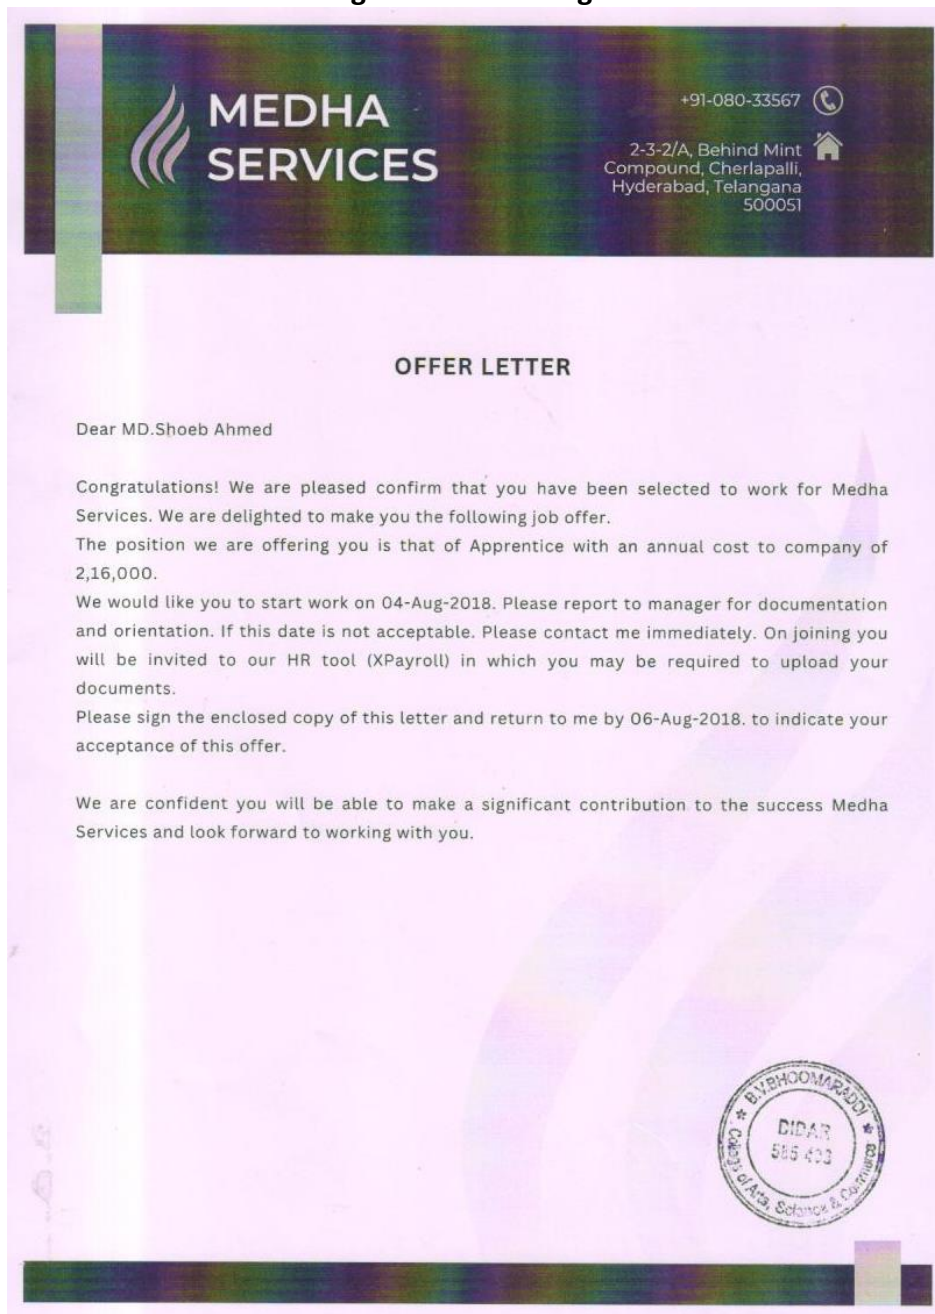 MEDHA
SERVICES
+91-080-33567
2-3-2/A, Behind Mint
Compound, Cherlapalli,
Hyderabad, Telangana
500051
OFFER LETTER
Dear MD.Shoeb Ahmed
Congratulations! We are pleased confirm that you have been selected to work for Medha
Services. We are delighted to make you the following job offer.
The position we are offering you is that of Apprentice with an annual cost to company of
2,16,000.
We would like you to start work on 04-Aug-2018. Please report to manager for documentation
and orientation. If this date is not acceptable. Please contact me immediately. On joining you
will be invited to our HR tool (XPayroll) in which you may be required to upload your
documents.
Please sign the enclosed copy of this letter and return to me by 06-Aug-2018. to indicate your
acceptance of this offer.
We are confident you will be able to make a significant contribution to the success Medha
Services and look forward to working with you.
B.V.BHOOMARADDI
College of Arts, Science & Commerce